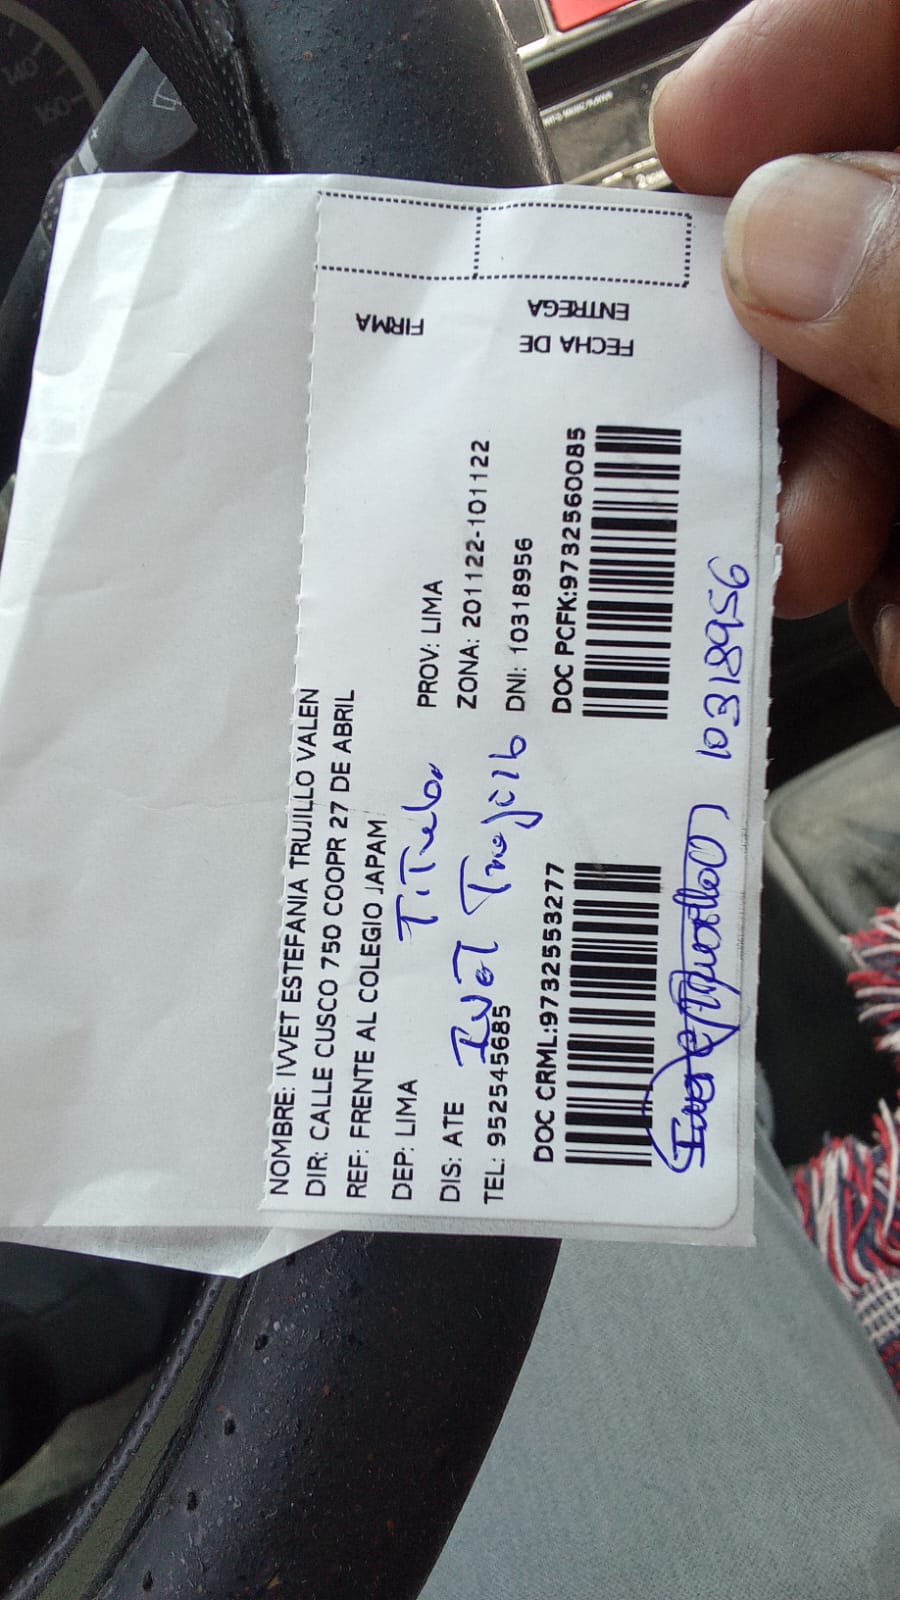 NOMBRE: IVVET ESTEFANIA TRUJILLO VALEN
DIR: CALLE CUSCO 750 COOPR 27 DE ABRIL
REF: FRENTE AL COLEGIO JAPAM
DEP: LIMA
Titular
PROV: LIMA
DIS: ATE
Ivet Trujillo
ZONA: 201122-101122
TEL: 952545685
DNI: 10318956
DOC CRML:9732553277
DOC PCFK:9732560085
10318956
FIRMA
FECHA DE
ENTREGA
140
160